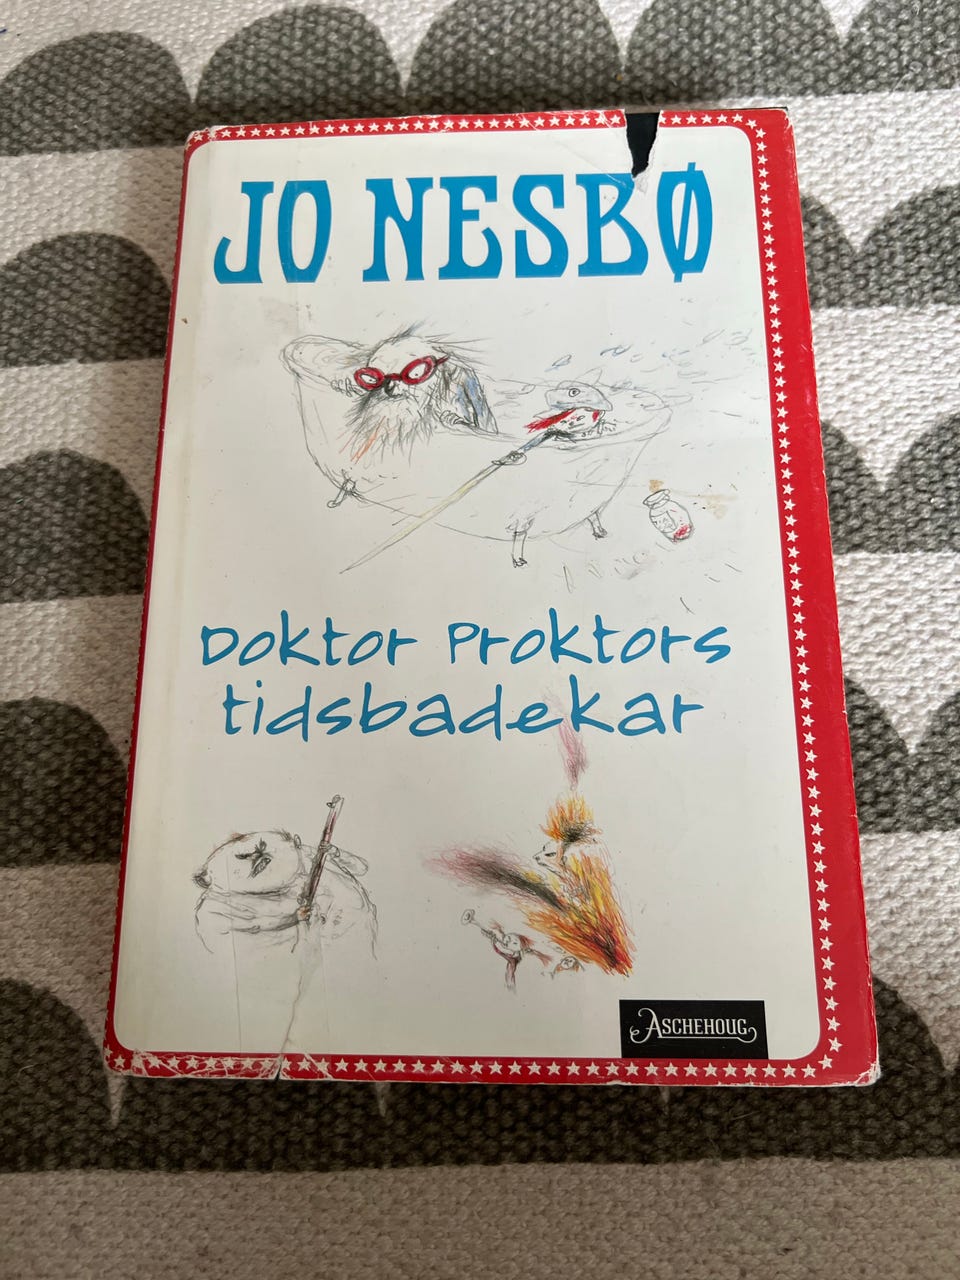 JO NESBØ
Doktor Proktors
tidsbadekar
ASCHEHOUG